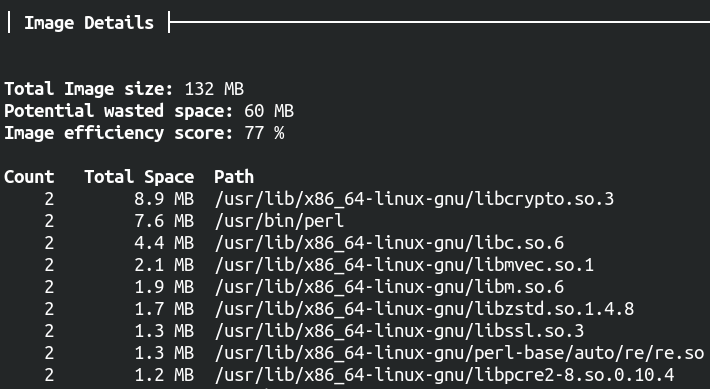 Image Details
Total Image size: 132 MB
Potential wasted space: 60 MB
Image efficiency score: 77 %
Count Total Space Path
2 8.9 MB /usr/lib/x86_64-linux-gnu/libcrypto.so.3
2 7.6 MB /usr/bin/perl
2 4.4 MB /usr/lib/x86_64-linux-gnu/libc.so.6
2 2.1 MB /usr/lib/x86_64-linux-gnu/libmvec.so.1
2 1.9 MB /usr/lib/x86_64-linux-gnu/libm.so.6
2 1.7 MB /usr/lib/x86_64-linux-gnu/libzstd.so.1.4.8
2 1.3 MB /usr/lib/x86_64-linux-gnu/libssl.so.3
2 1.3 MB /usr/lib/x86_64-linux-gnu/perl-base/auto/re/re.so
2 1.2 MB /usr/lib/x86_64-linux-gnu/libpcre2-8.so.0.10.4